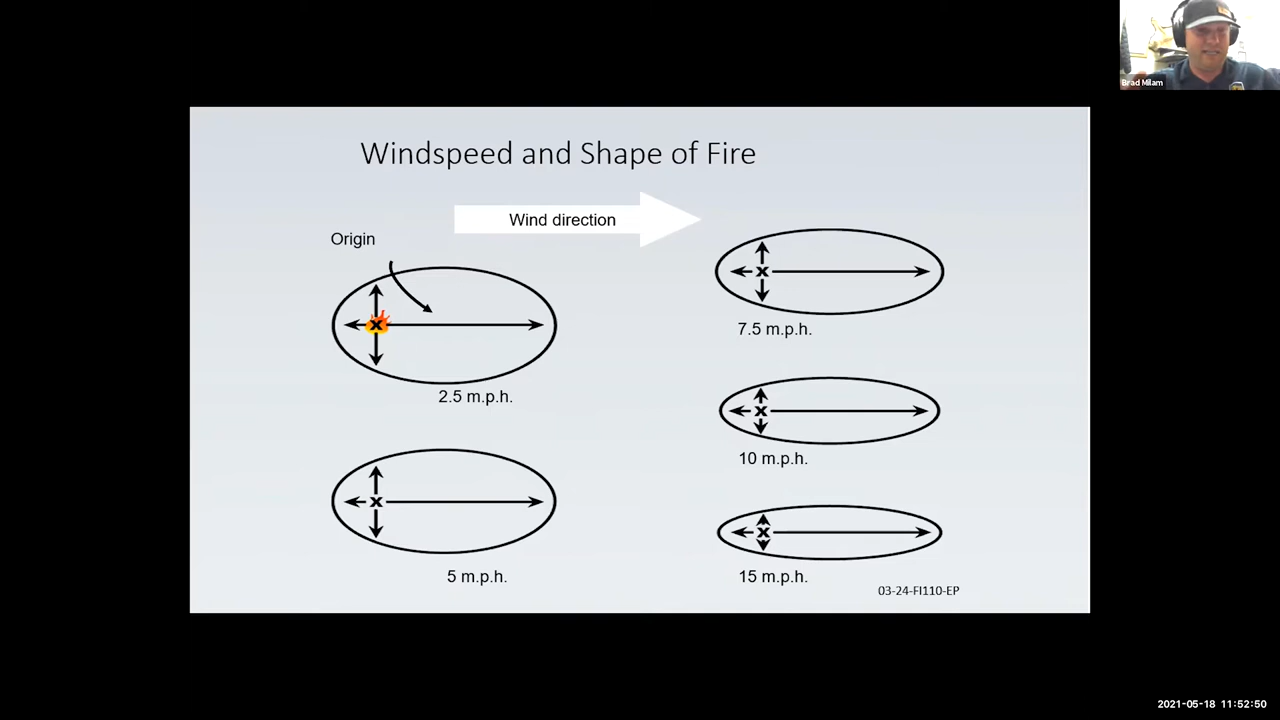 Brad Milam
Windspeed and Shape of Fire
Wind direction
Origin
x
2.5 m.p.h.
x
5 m.p.h.
x
7.5 m.p.h.
x
10 m.p.h.
x
15 m.p.h.
03-24-FI110-EP
2021-05-18 11:52:50